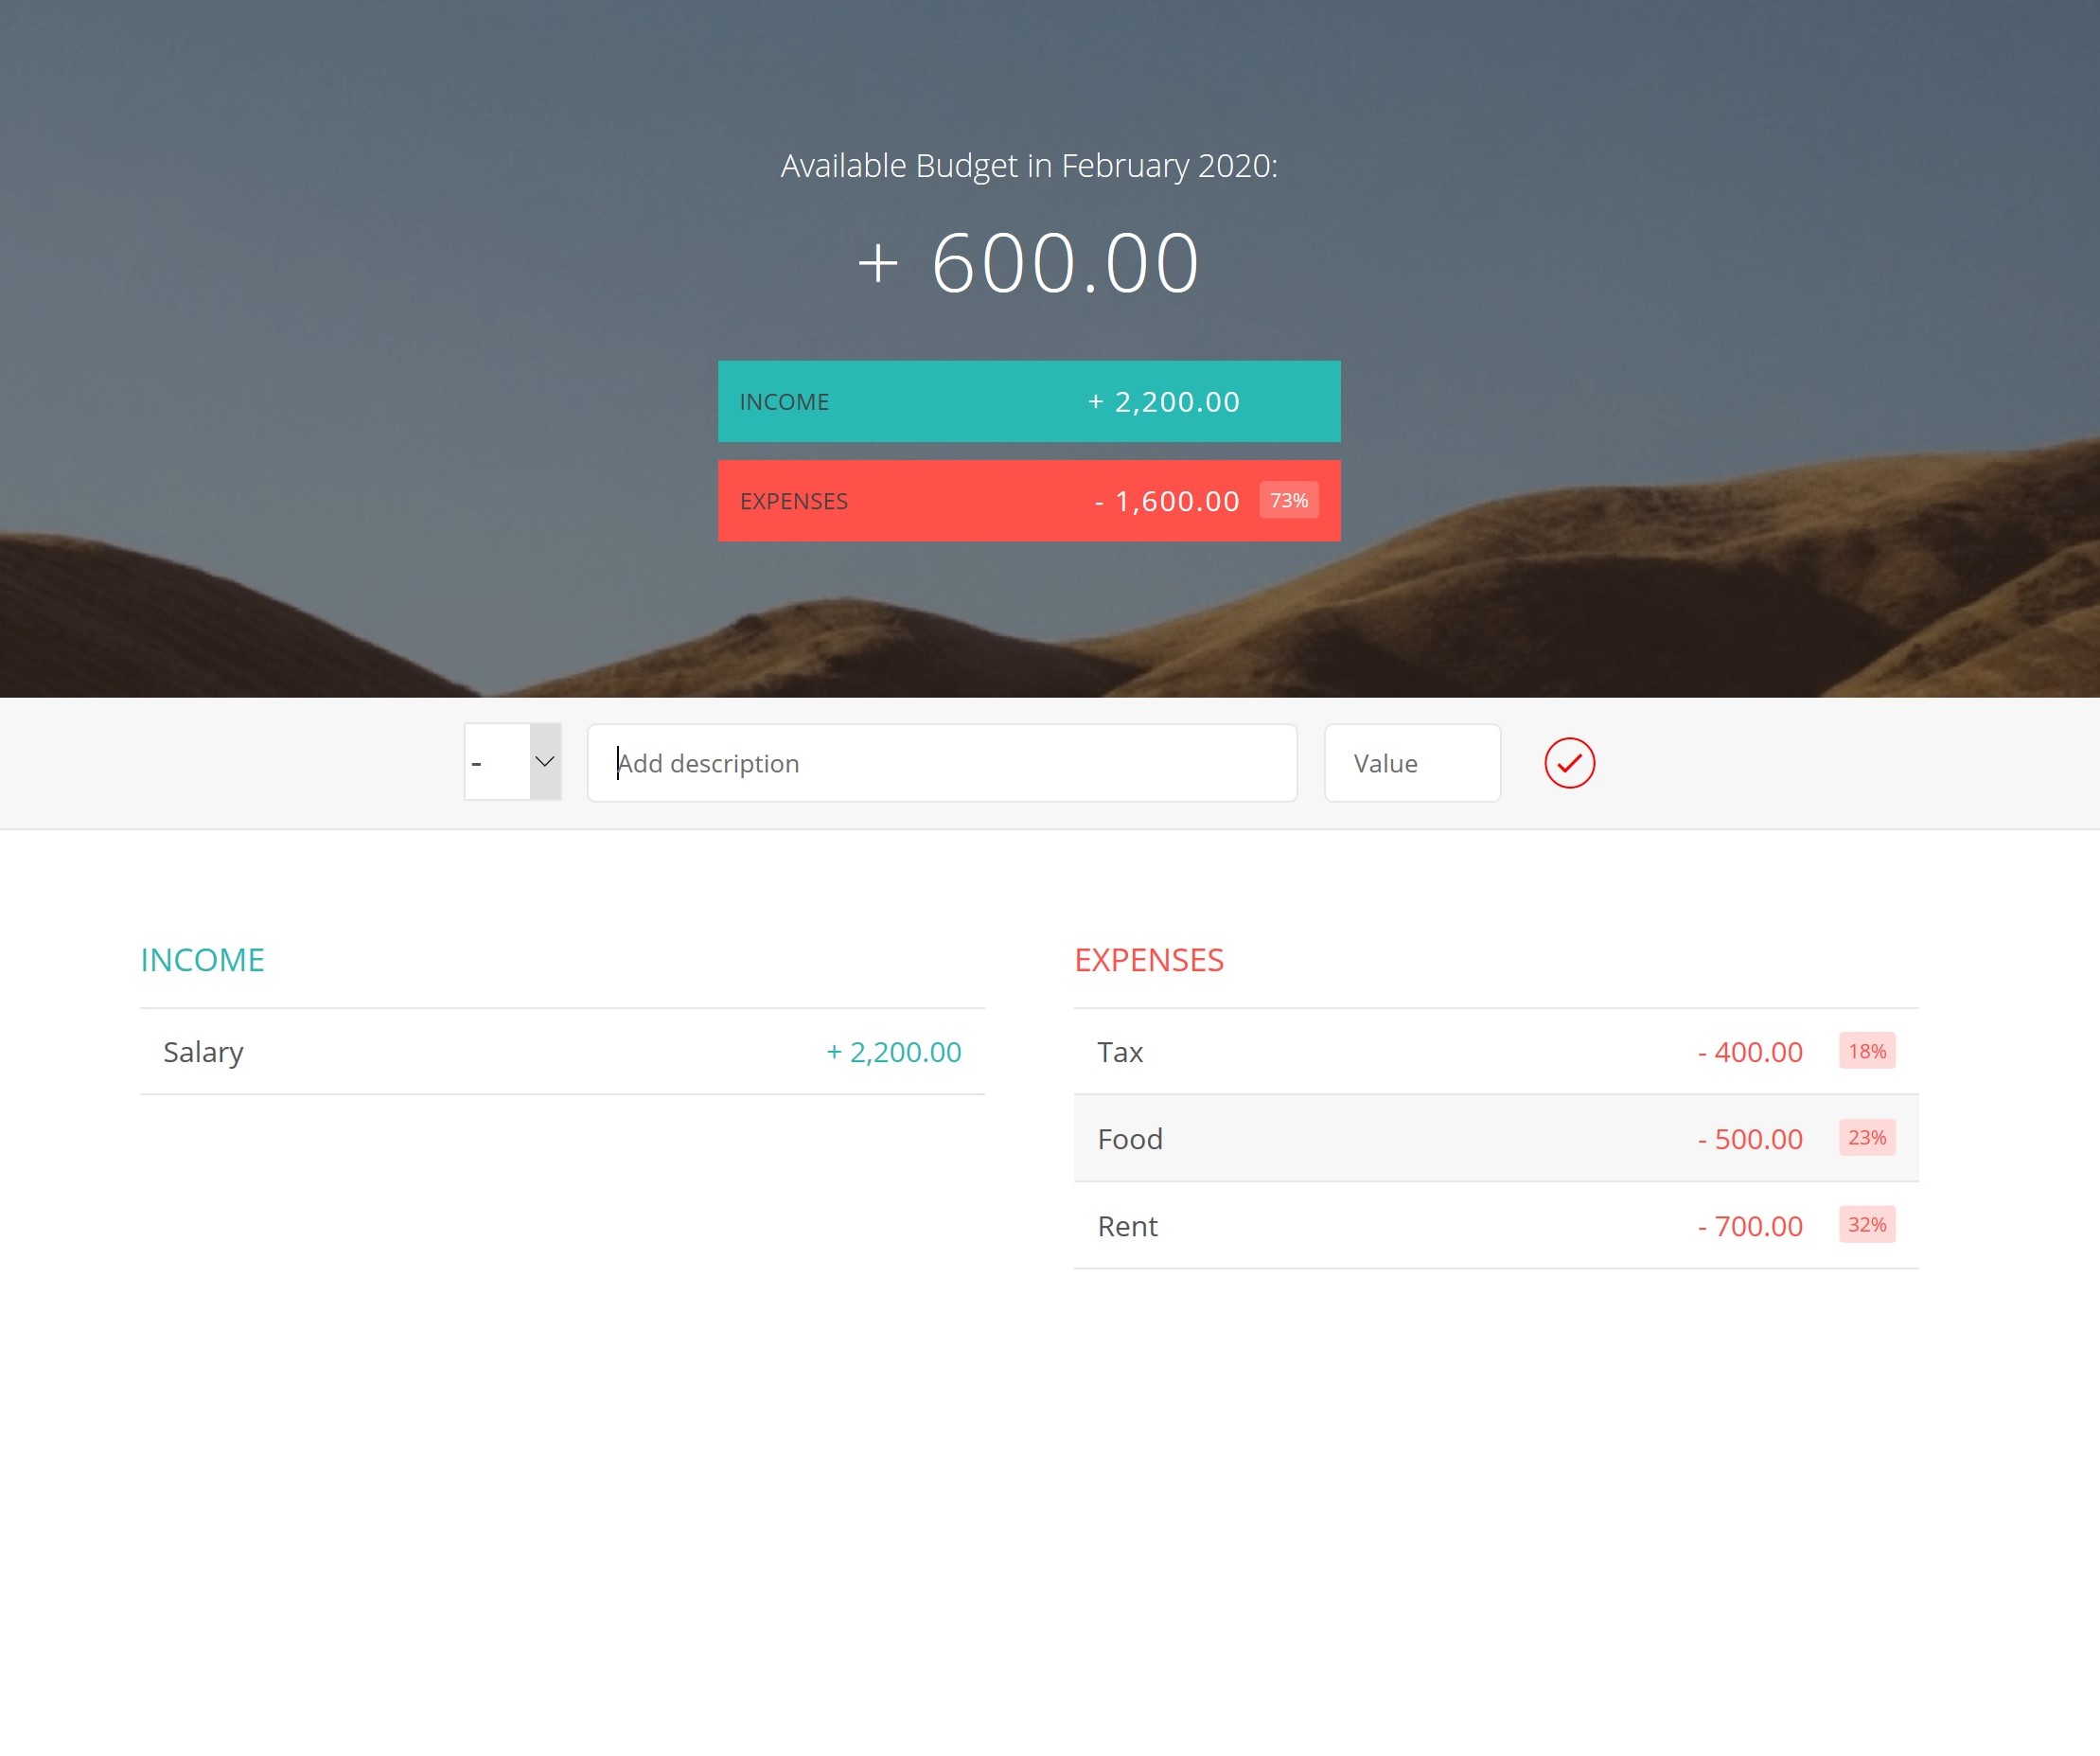 Available Budget in February 2020:
+ 600.00
INCOME + 2,200.00
EXPENSES - 1,600.00 73%
- Add description Value
INCOME
Salary + 2,200.00
EXPENSES
Tax - 400.00 18%
Food - 500.00 23%
Rent - 700.00 32%